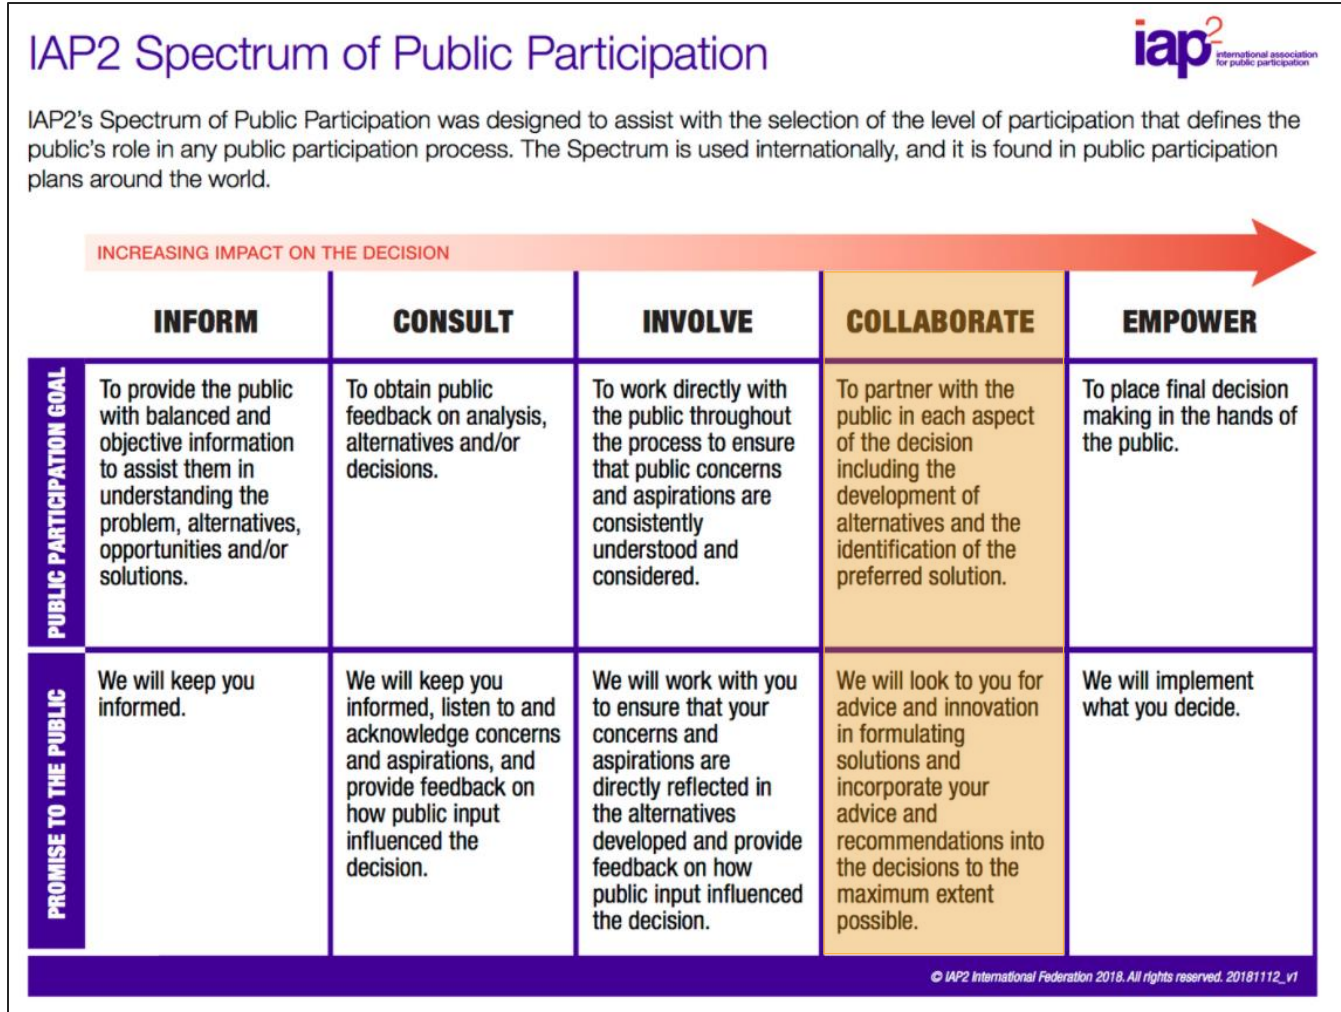 IAP2 Spectrum of Public Participation
iap2
international association
for public participation
IAP2's Spectrum of Public Participation was designed to assist with the selection of the level of participation that defines the
public's role in any public participation process. The Spectrum is used internationally, and it is found in public participation
plans around the world.
INCREASING IMPACT ON THE DECISION
INFORM
CONSULT
INVOLVE
COLLABORATE
EMPOWER
PUBLIC PARTICIPATION GOAL
To provide the public
with balanced and
objective information
to assist them in
understanding the
problem, alternatives,
opportunities and/or
solutions.
To obtain public
feedback on analysis,
alternatives and/or
decisions.
To work directly with
the public throughout
the process to ensure
that public concerns
and aspirations are
consistently
understood and
considered.
To partner with the
public in each aspect
of the decision
including the
development of
alternatives and the
identification of the
preferred solution.
To place final decision
making in the hands of
the public.
PROMISE TO THE PUBLIC
We will keep you
informed.
We will keep you
informed, listen to and
acknowledge concerns
and aspirations, and
provide feedback on
how public input
influenced the
decision.
We will work with you
to ensure that your
concerns and
aspirations are
directly reflected in
the alternatives
developed and provide
feedback on how
public input influenced
the decision.
We will look to you for
advice and innovation
in formulating
solutions and
incorporate your
advice and
recommendations into
the decisions to the
maximum extent
possible.
We will implement
what you decide.
© IAP2 International Federation 2018. All rights reserved. 20181112_v1